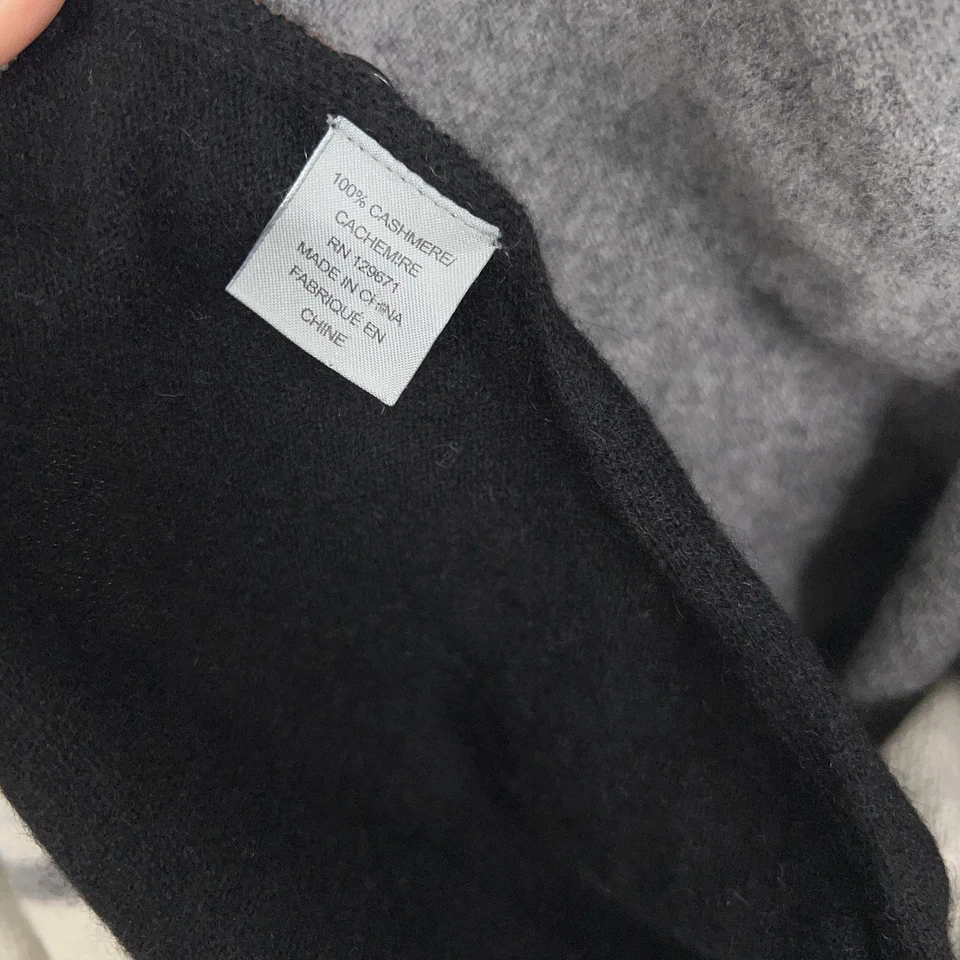 100% CASHMERE/
CACHEMIRE
RN 129671
MADE IN CHINA
FABRIQUÉ EN
CHINE